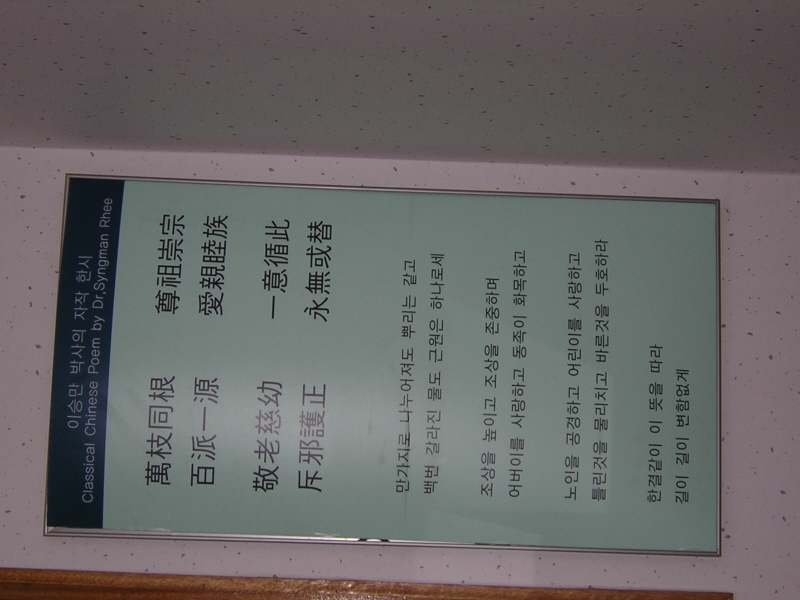 이승만 박사의 자작 한시
Classical Chinese Poem by Dr,Syngman Rhee
萬枝同根 尊祖崇宗
百派一源 愛親睦族
敬老慈幼 一意循此
斥邪護正 永無或替
만가지로 나누어져도 뿌리는 같고
백번 갈라진 물도 근원은 하나로세
조상을 높이고 조상을 존중하며
어버이를 사랑하고 동족이 화목하고
노인을 공경하고 어린이를 사랑하고
틀린것을 물리치고 바른것을 두호하라
한결같이 이 뜻을 따라
길이 길이 변함없게